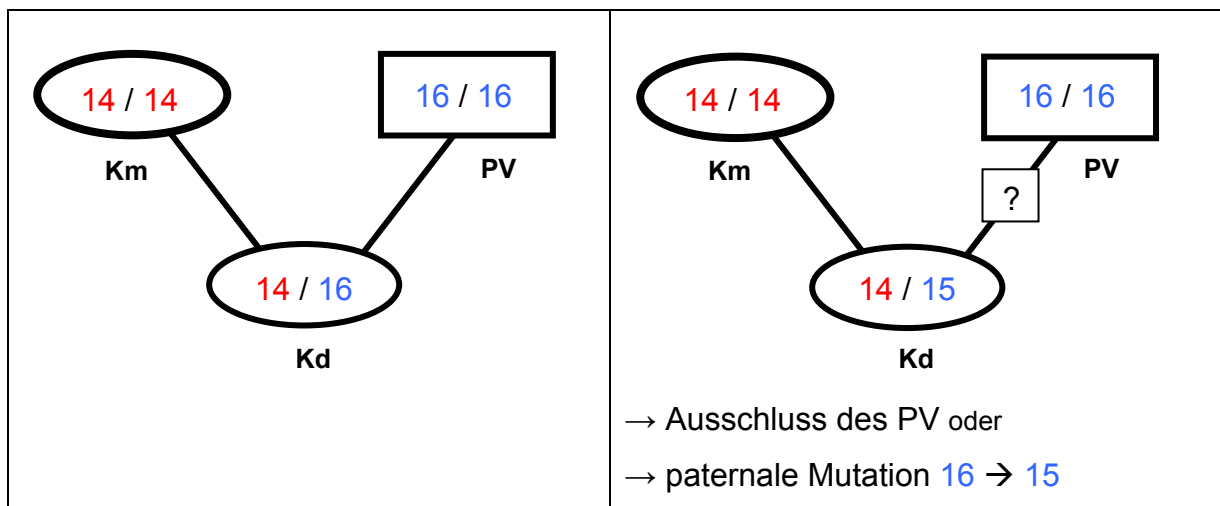 14 / 14
16 / 16
Km
PV
14 / 16
Kd
14 / 14
16 / 16
Km
PV
?
14 / 15
Kd
→ Ausschluss des PV oder
→ paternale Mutation 16 → 15